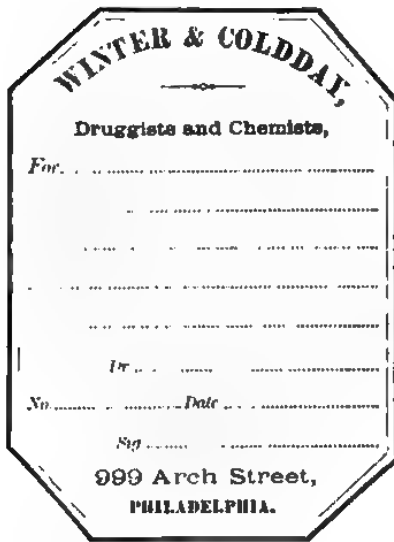 WINTER & COLDDAY,
Druggists and Chemists,
For
Dr
No. Date
Sig
999 Arch Street,
PHILADELPHIA.